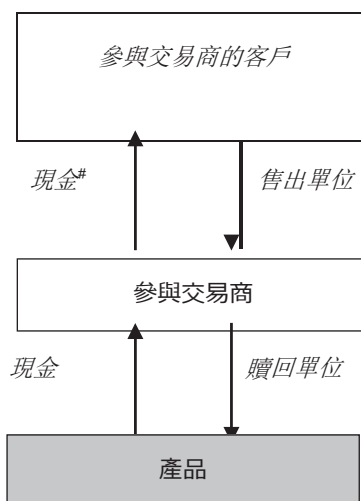 參與交易商的客戶
現金#
售出單位
參與交易商
現金
贖回單位
產品